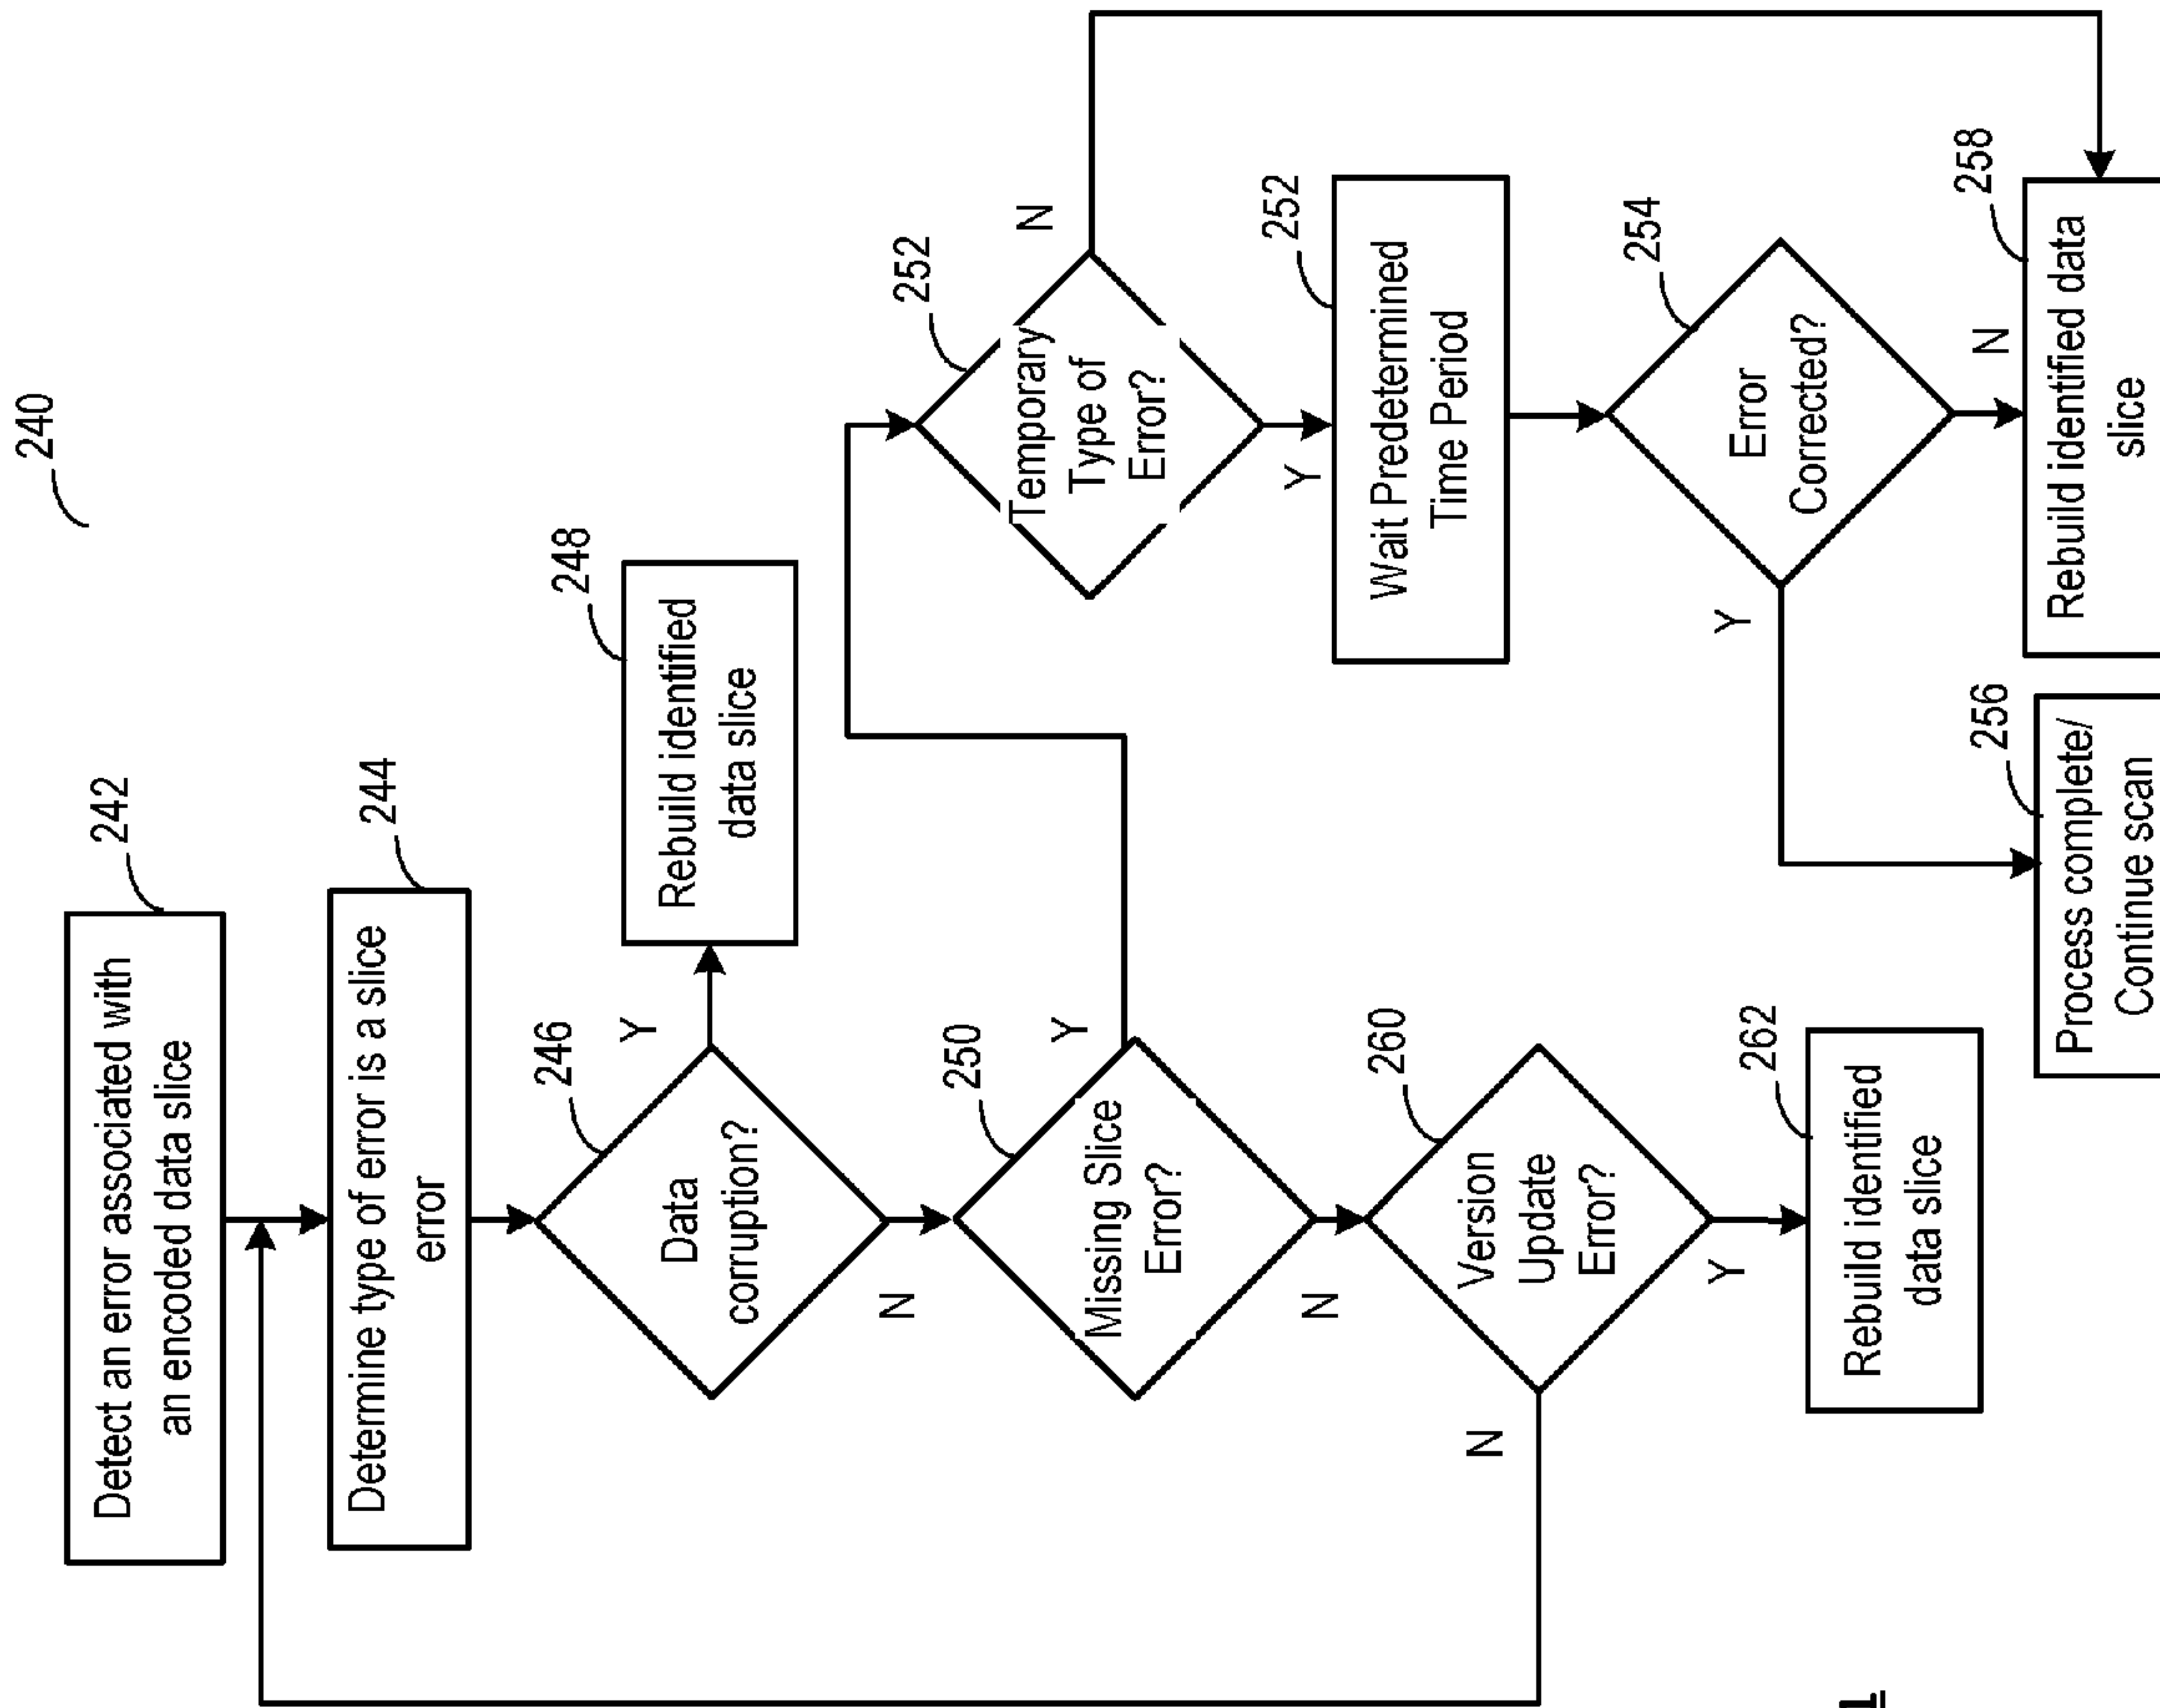 240
242
Detect an error associated with
an encoded data slice
244
Determine type of error is a slice
error
246
Data
corruption?
Y
N
248
Rebuild identified
data slice
250
Missing Slice
Error?
Y
N
252
Temporary
Type of
Error?
N
Y
252
Wait Predetermined
Time Period
254
Error
Corrected?
Y
N
256
Process complete/
Continue scan
258
Rebuild identified data
slice
260
Version
Update
Error?
N
Y
262
Rebuild identified
data slice